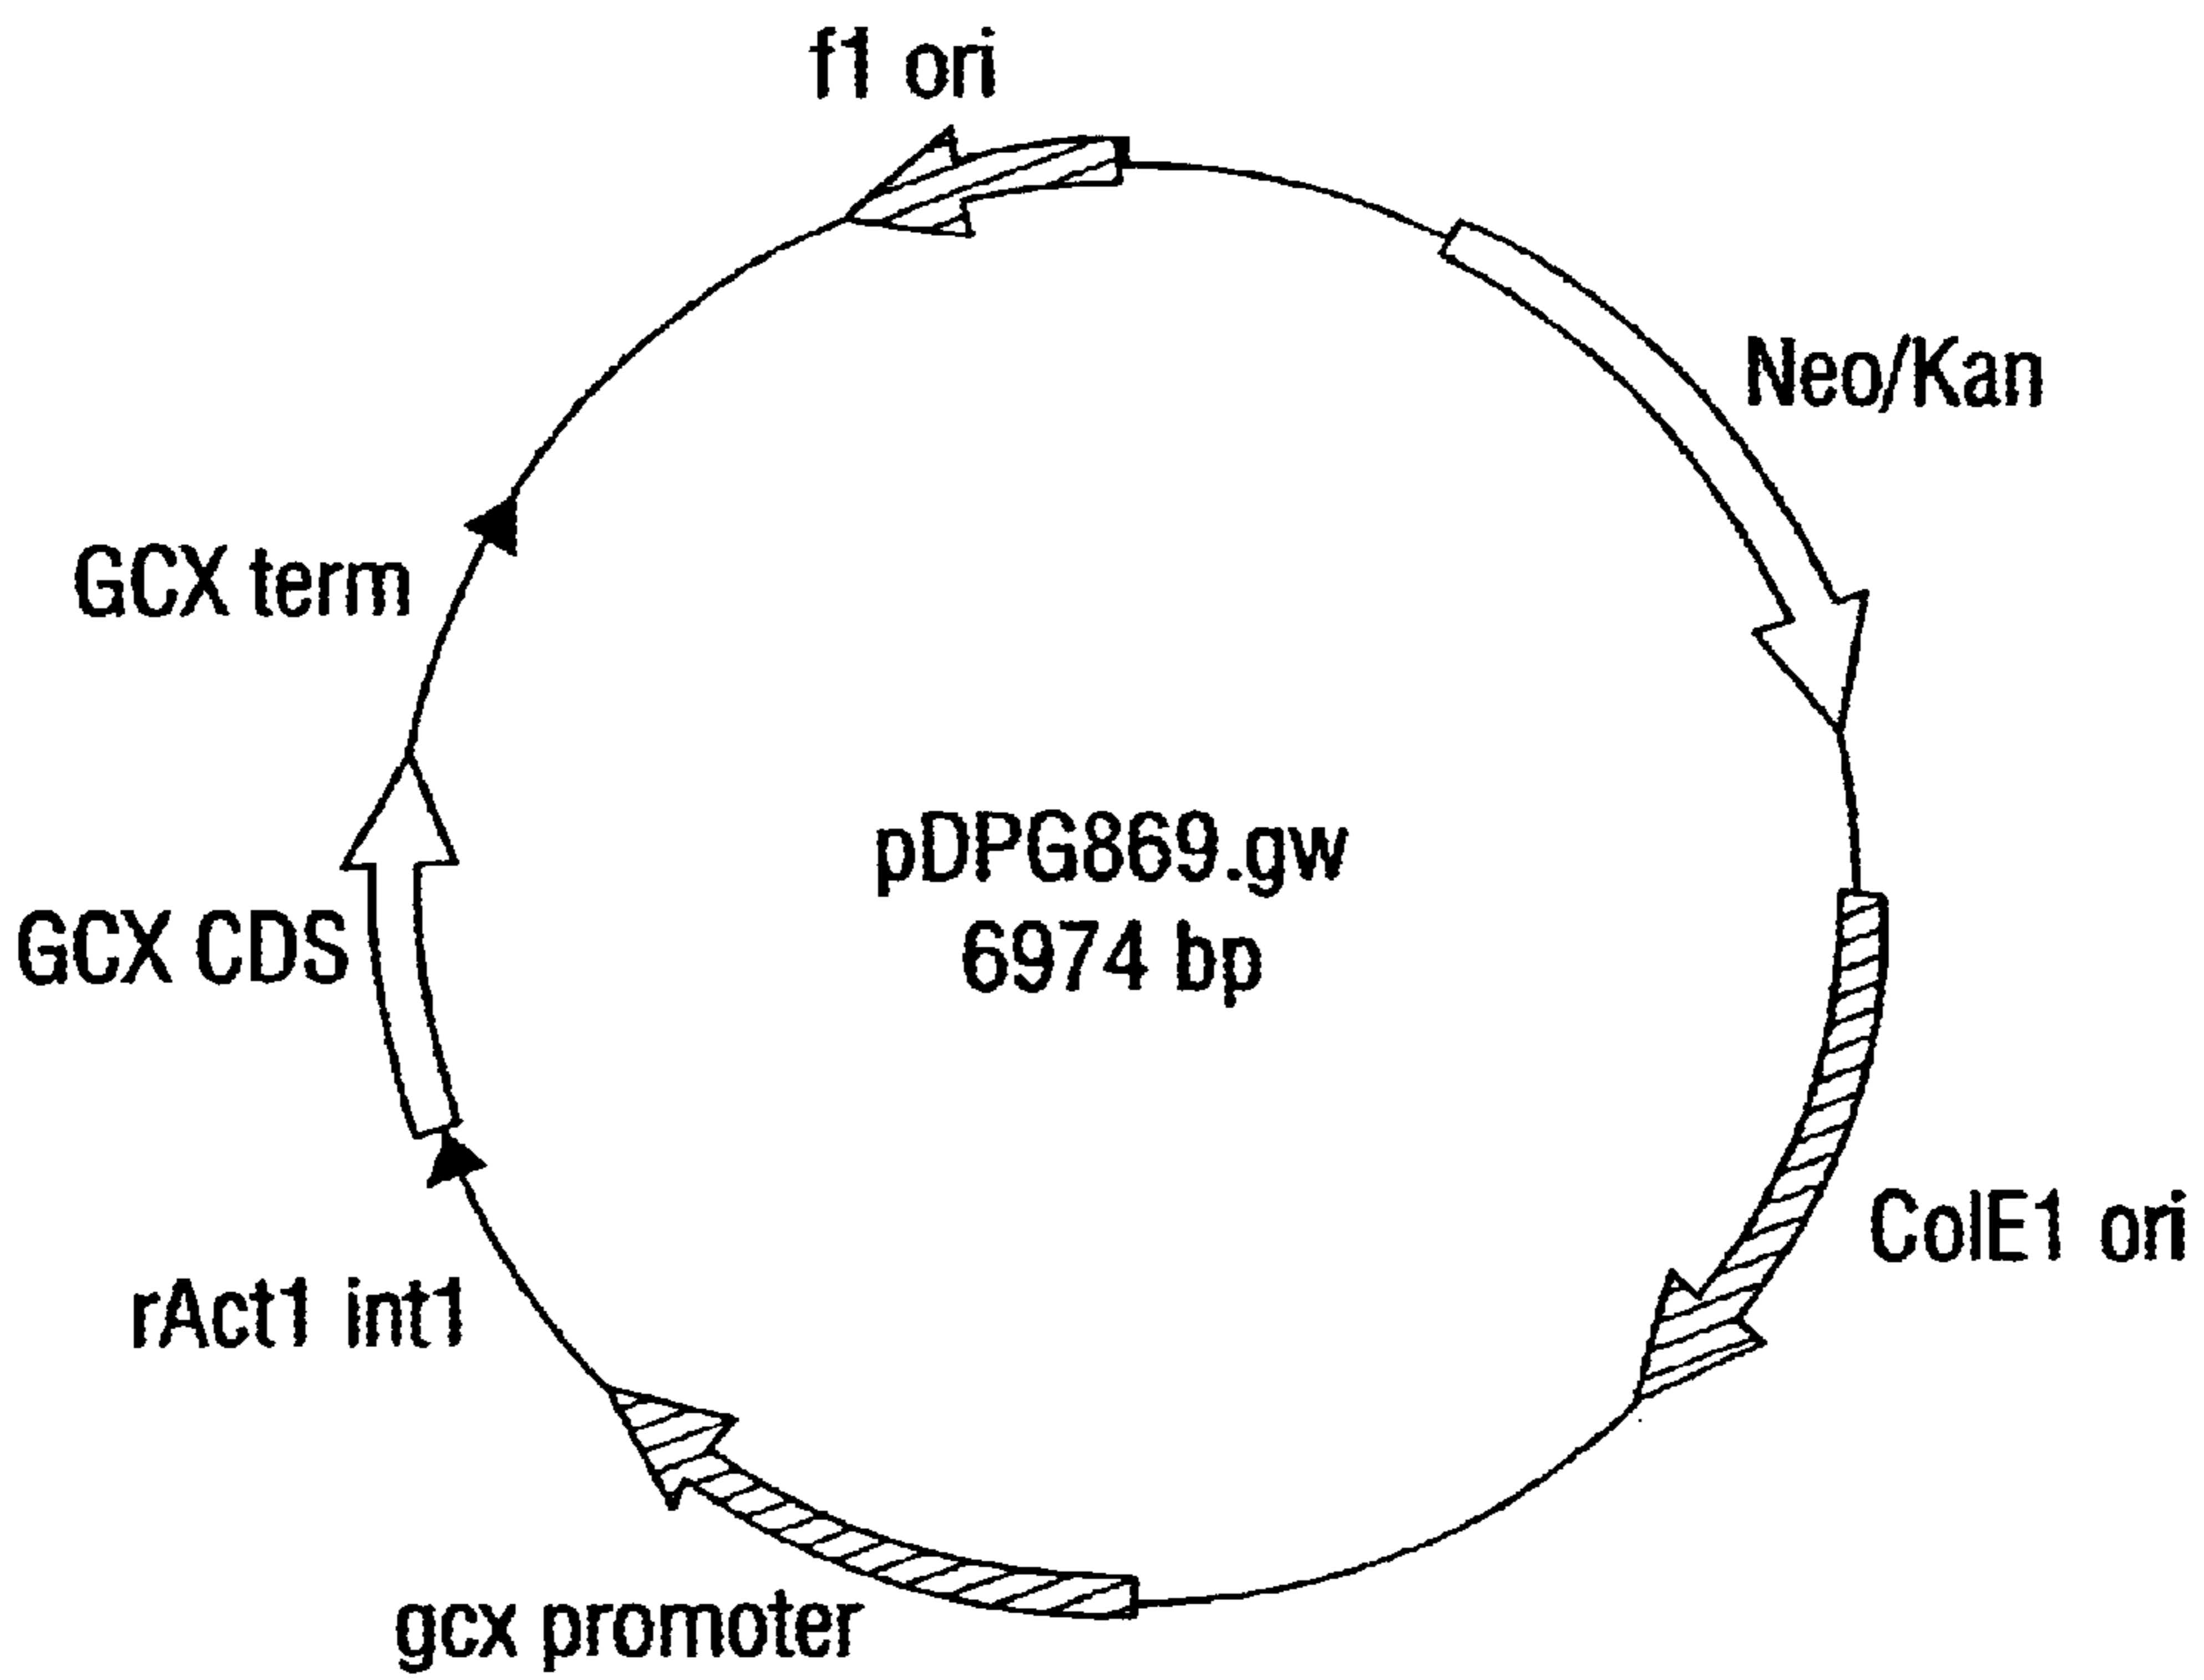 f1 ori
Neo/Kan
GCX term
pDPG869.gw
6974 bp
GCX CDS
ColE1 ori
rAct1 int1
gcx promoter